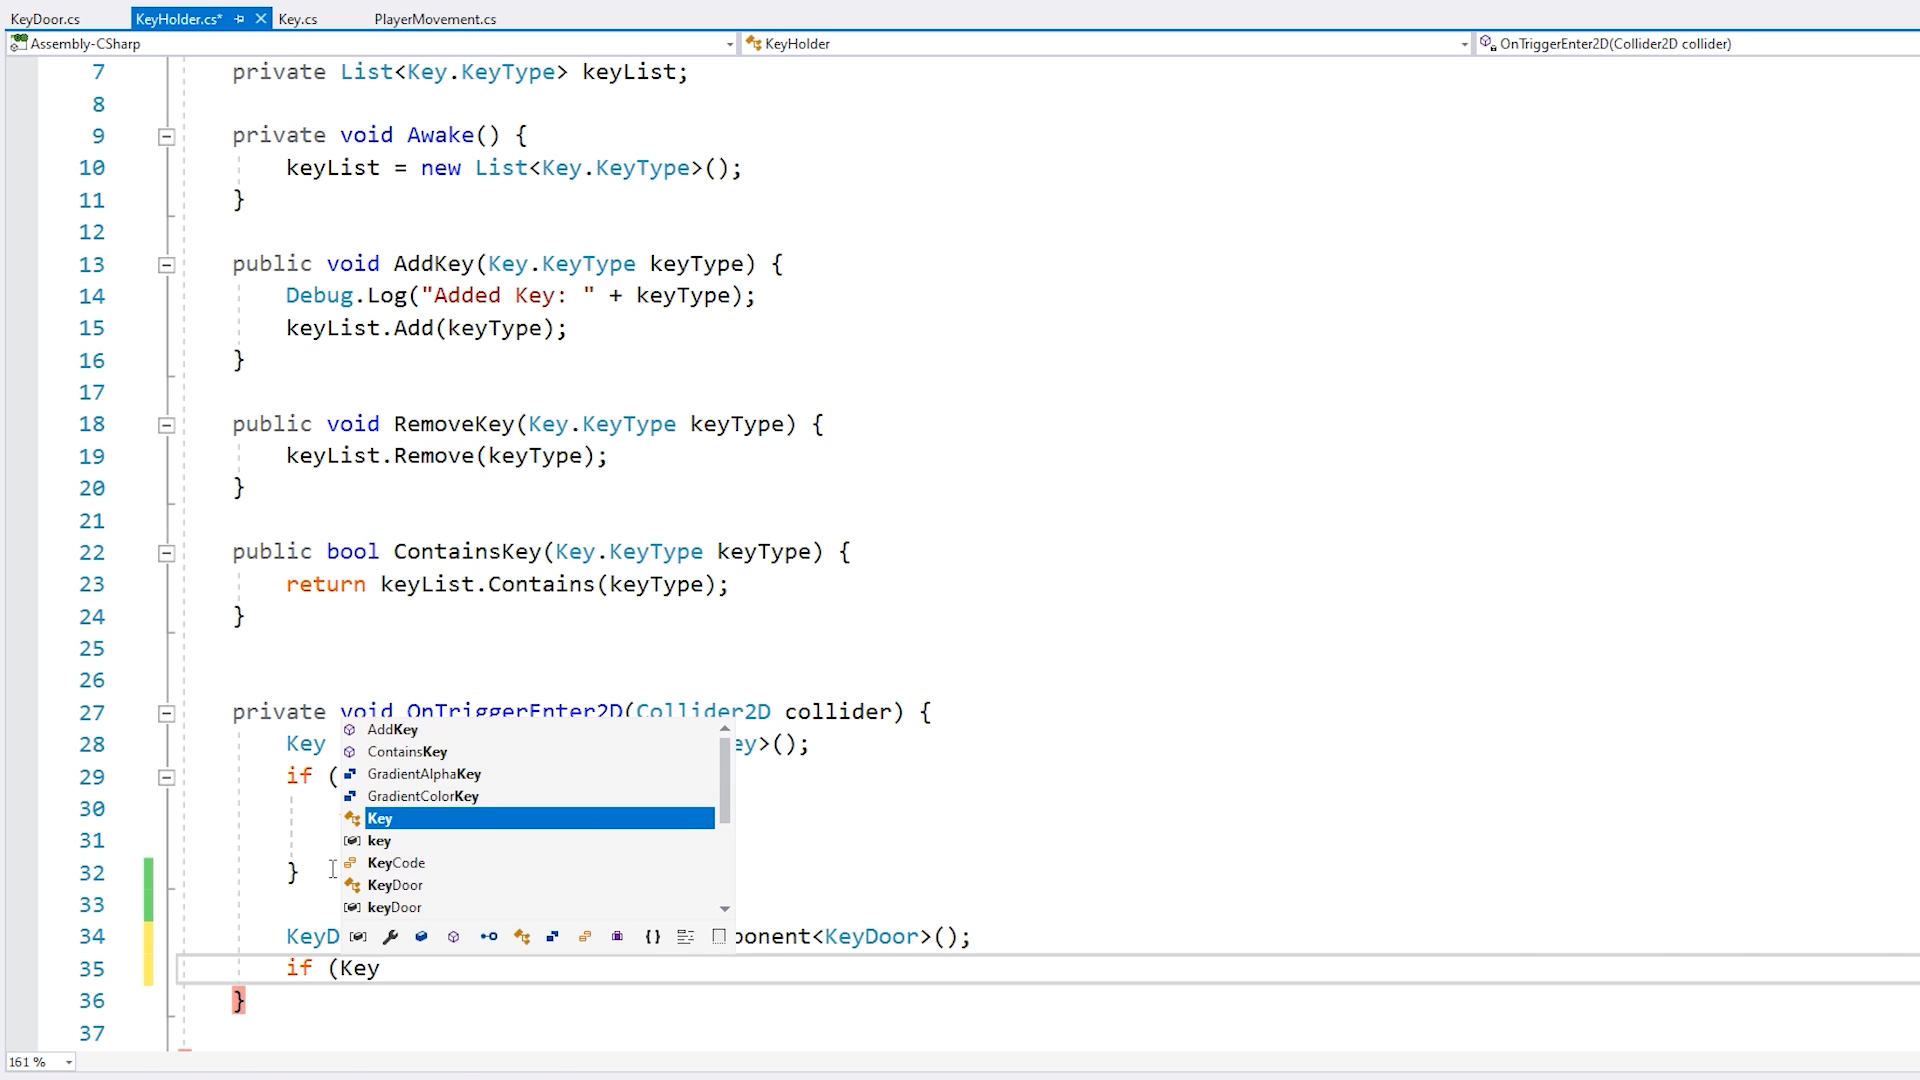 KeyDoor.cs KeyHolder.cs* Key.cs PlayerMovement.cs
Assembly-CSharp KeyHolder OnTriggerEnter2D(Collider2D collider)
7 private List<Key.KeyType> keyList;
8
9 private void Awake() {
10 keyList = new List<Key.KeyType>();
11 }
12
13 public void AddKey(Key.KeyType keyType) {
14 Debug.Log("Added Key: " + keyType);
15 keyList.Add(keyType);
16 }
17
18 public void RemoveKey(Key.KeyType keyType) {
19 keyList.Remove(keyType);
20 }
21
22 public bool ContainsKey(Key.KeyType keyType) {
23 return keyList.Contains(keyType);
24 }
25
26
27 private void OnTriggerEnter2D(Collider2D collider) {
28 Key ey>();
29 if (
30
31
32 }
33
34 KeyD ponent<KeyDoor>();
35 if (Key
36 }
37
AddKey
ContainsKey
GradientAlphaKey
GradientColorKey
Key
key
KeyCode
KeyDoor
keyDoor
161 %